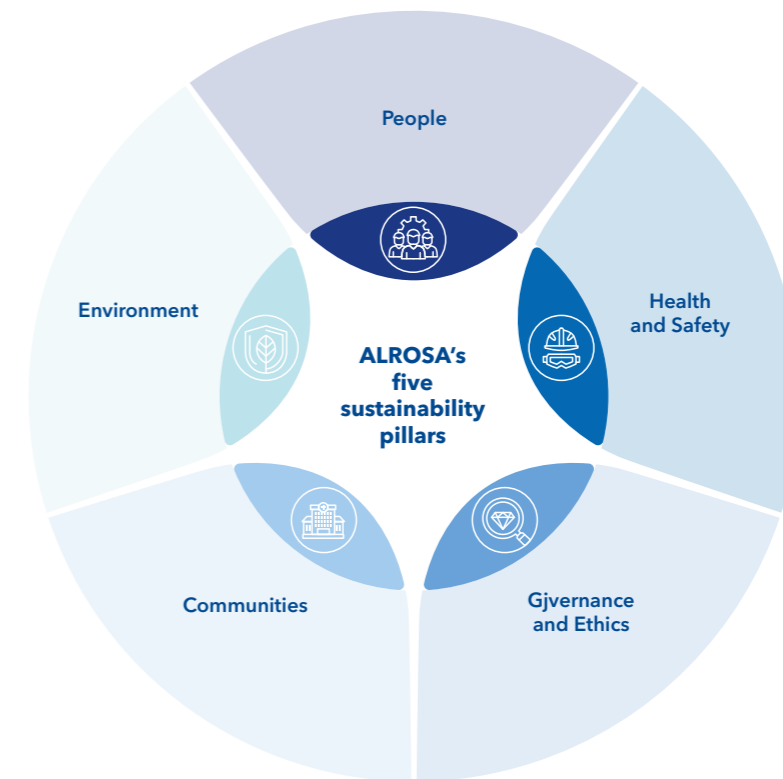 People
Environment
Health
and Safety
ALROSA's
five
sustainability
pillars
Communities
Gjvernance
and Ethics